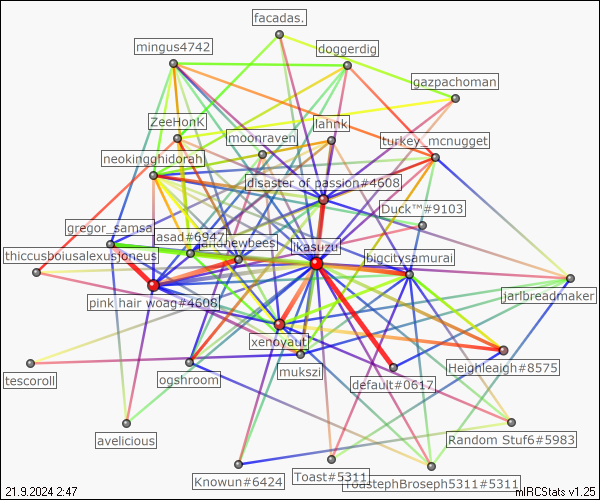 facadas.
mingus4742
doggerdig
gazpachoman
ZeeHonK
moonraven
lahnk
turkey_mcnugget
neokingghidorah
disaster of passion#4608
Duck™#9103
gregor_samsa
asad#6947
jkasuzu
thiccusboiusalexusjoneus
bigcitysamurai
pink hair woag#4608
jarlbreadmaker
xenoyaut
mukszi
Heighleaigh#8575
tescoroll
ogshroom
default#0617
avelicious
Random Stuf6#5983
Knowun#6424
Toast#5311
ToastephBroseph5311#5311
21.9.2024 2:47
mIRCStats v1.25